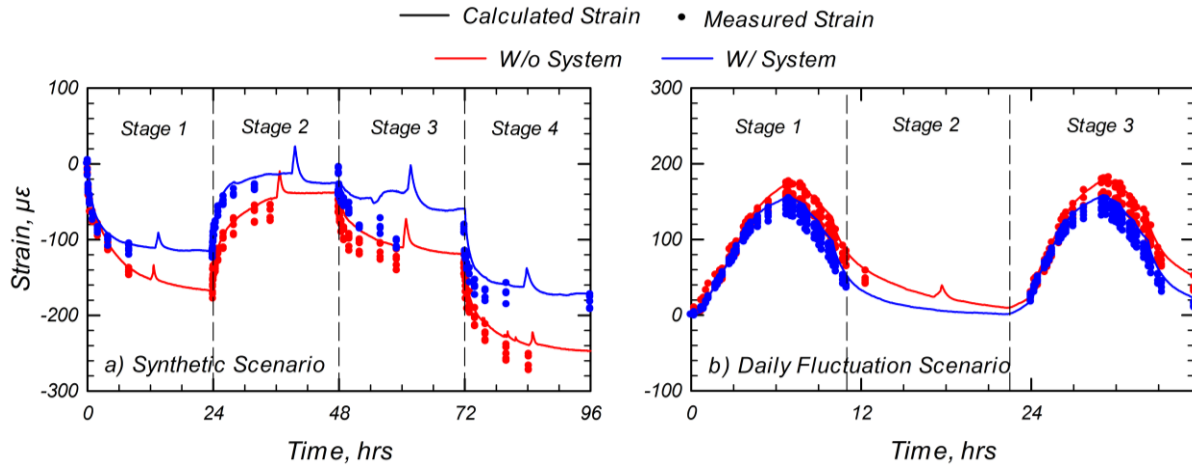 Calculated Strain
Measured Strain
W/o System
W/ System
100
0
-100
-200
-300
Strain, με
Stage 1
Stage 2
Stage 3
Stage 4
a) Synthetic Scenario
0
24
48
72
96
Time, hrs
300
200
100
0
-100
Stage 1
Stage 2
Stage 3
b) Daily Fluctuation Scenario
0
12
24
Time, hrs